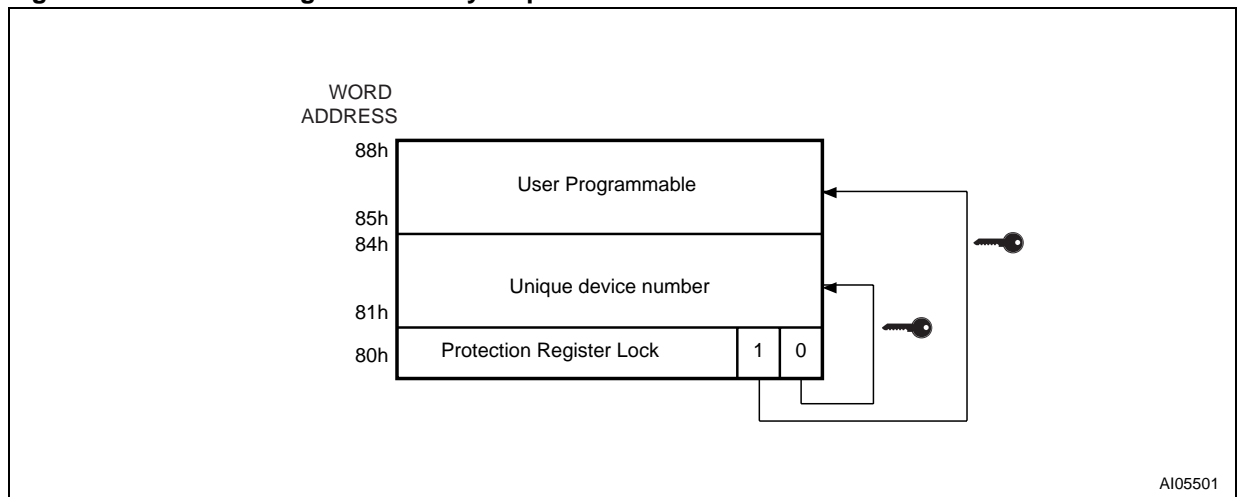 WORD
ADDRESS
88h
User Programmable
85h
84h
Unique device number
81h
80h
Protection Register Lock
1
0
AI05501